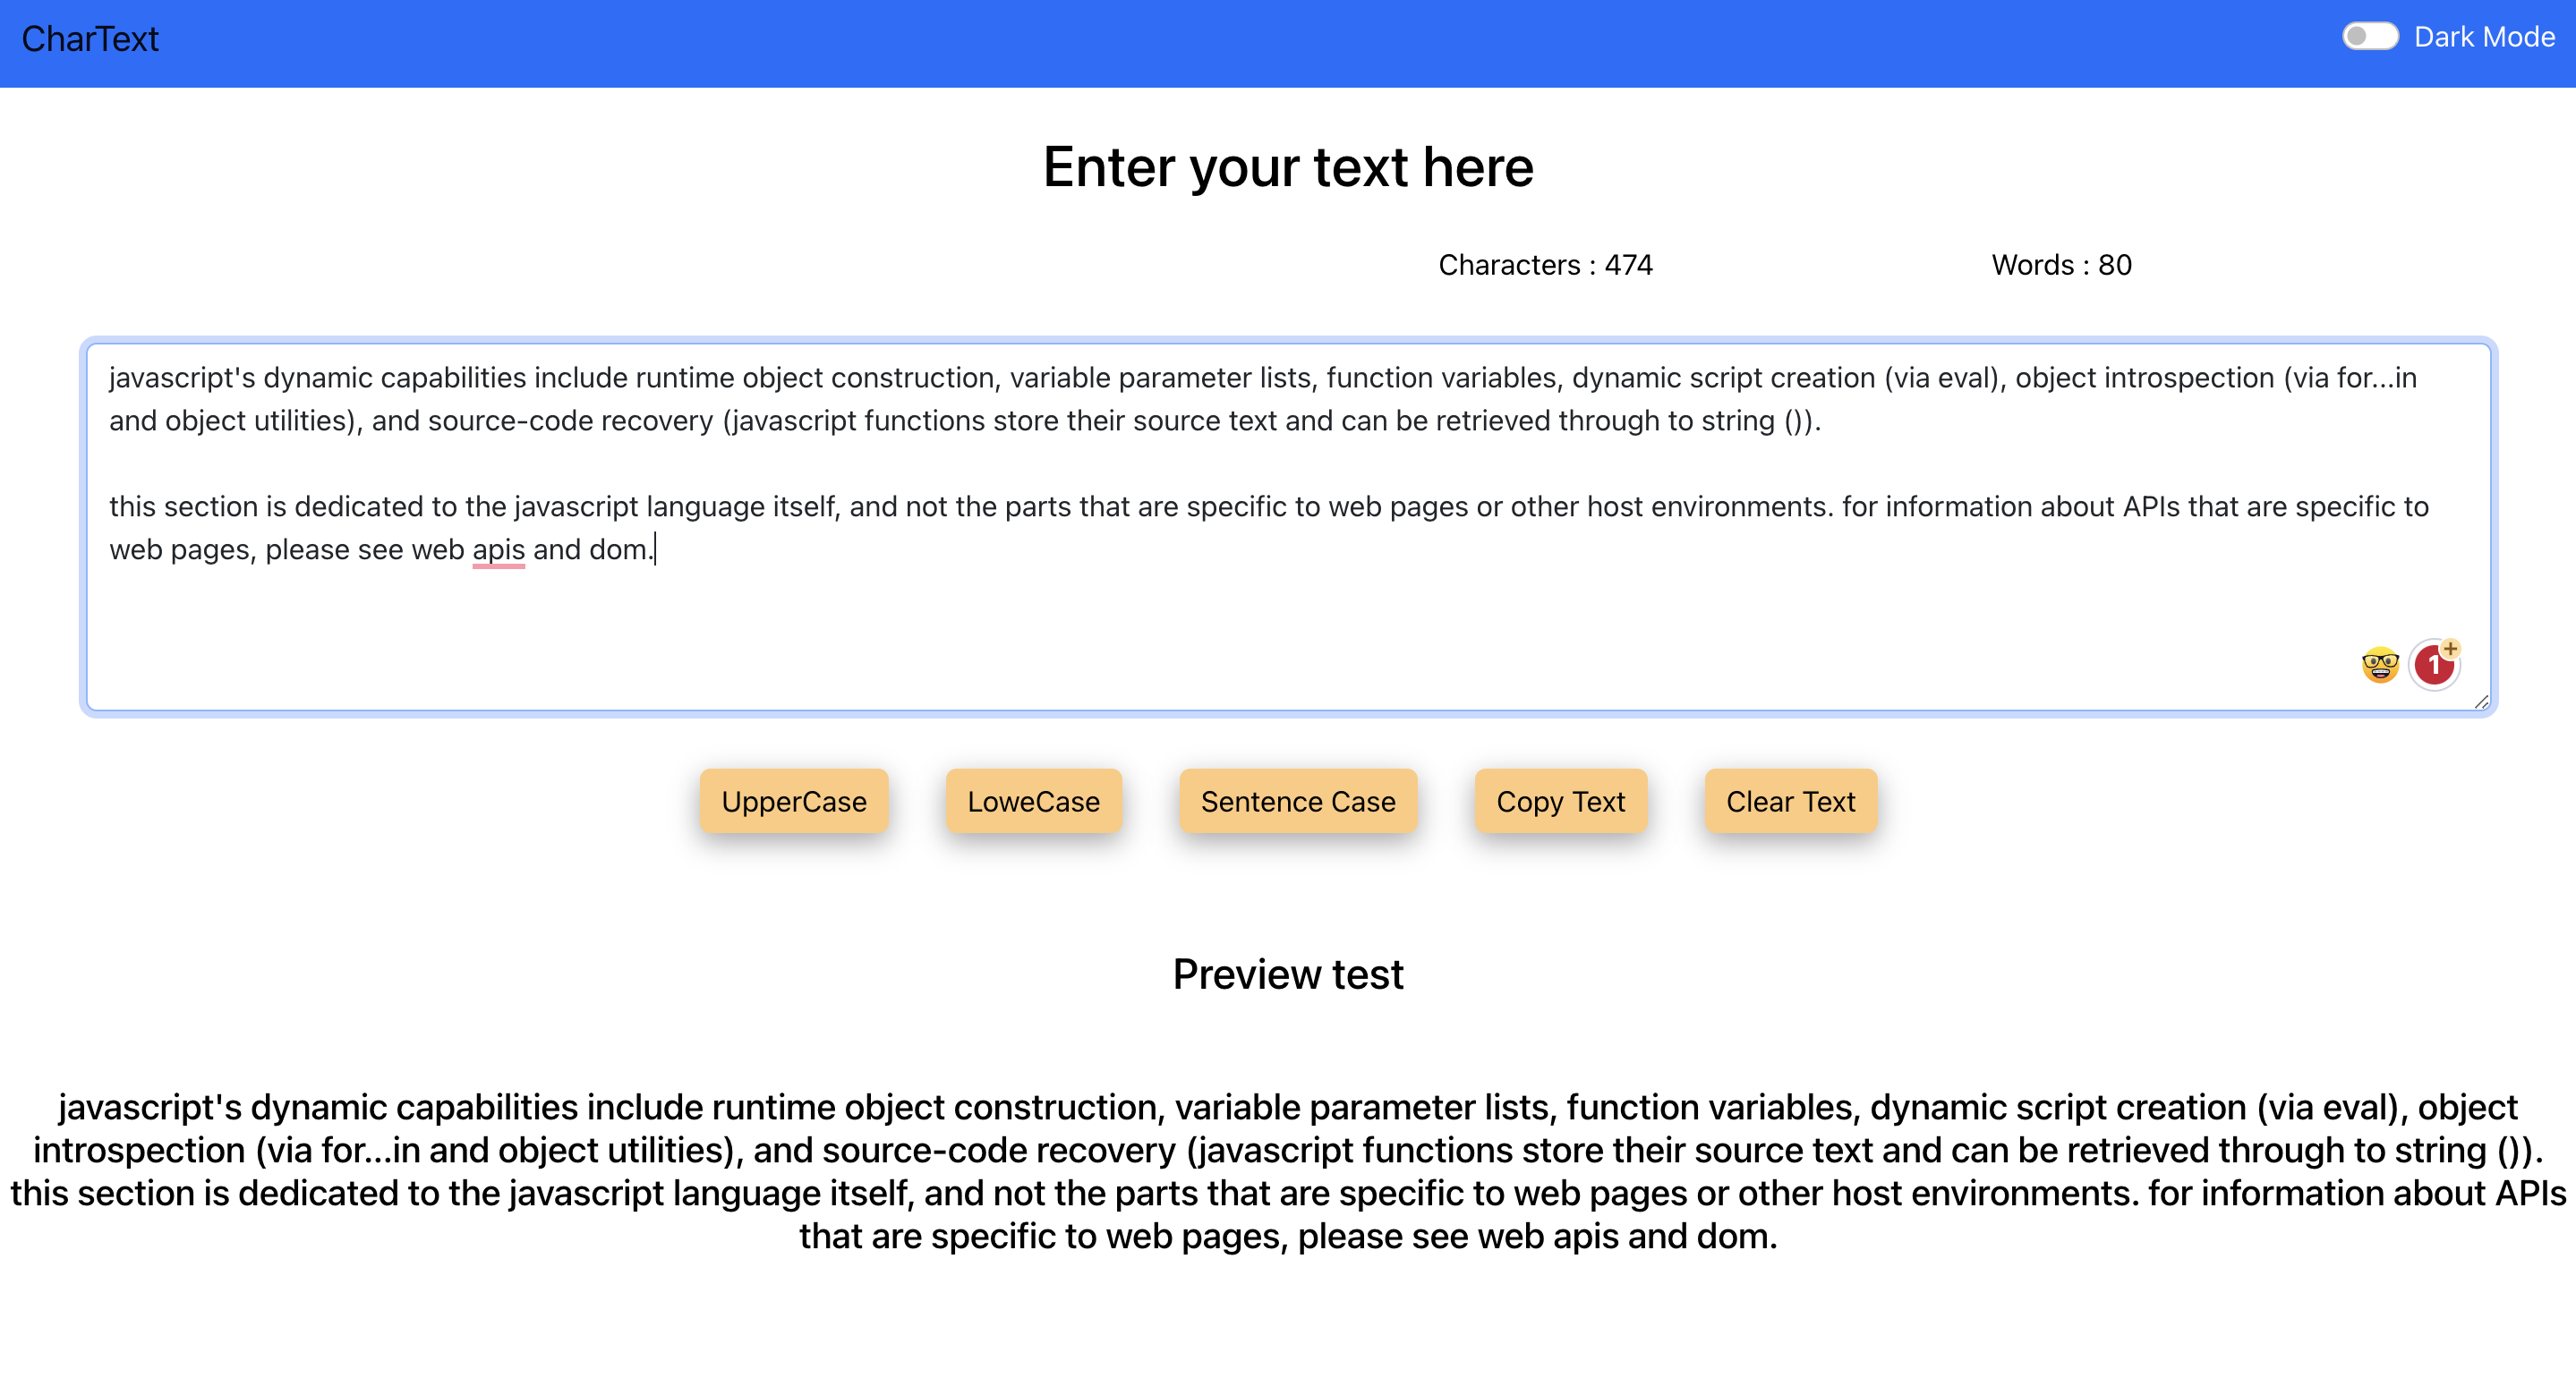 CharText
Dark Mode
Enter your text here
Characters : 474
Words : 80
javascript's dynamic capabilities include runtime object construction, variable parameter lists, function variables, dynamic script creation (via eval), object introspection (via for...in
and object utilities), and source-code recovery (javascript functions store their source text and can be retrieved through to string ()).
this section is dedicated to the javascript language itself, and not the parts that are specific to web pages or other host environments. for information about APIs that are specific to
web pages, please see web apis and dom.
1
UpperCase
LoweCase
Sentence Case
Copy Text
Clear Text
Preview test
javascript's dynamic capabilities include runtime object construction, variable parameter lists, function variables, dynamic script creation (via eval), object
introspection (via for...in and object utilities), and source-code recovery (javascript functions store their source text and can be retrieved through to string ()).
this section is dedicated to the javascript language itself, and not the parts that are specific to web pages or other host environments. for information about APIs
that are specific to web pages, please see web apis and dom.